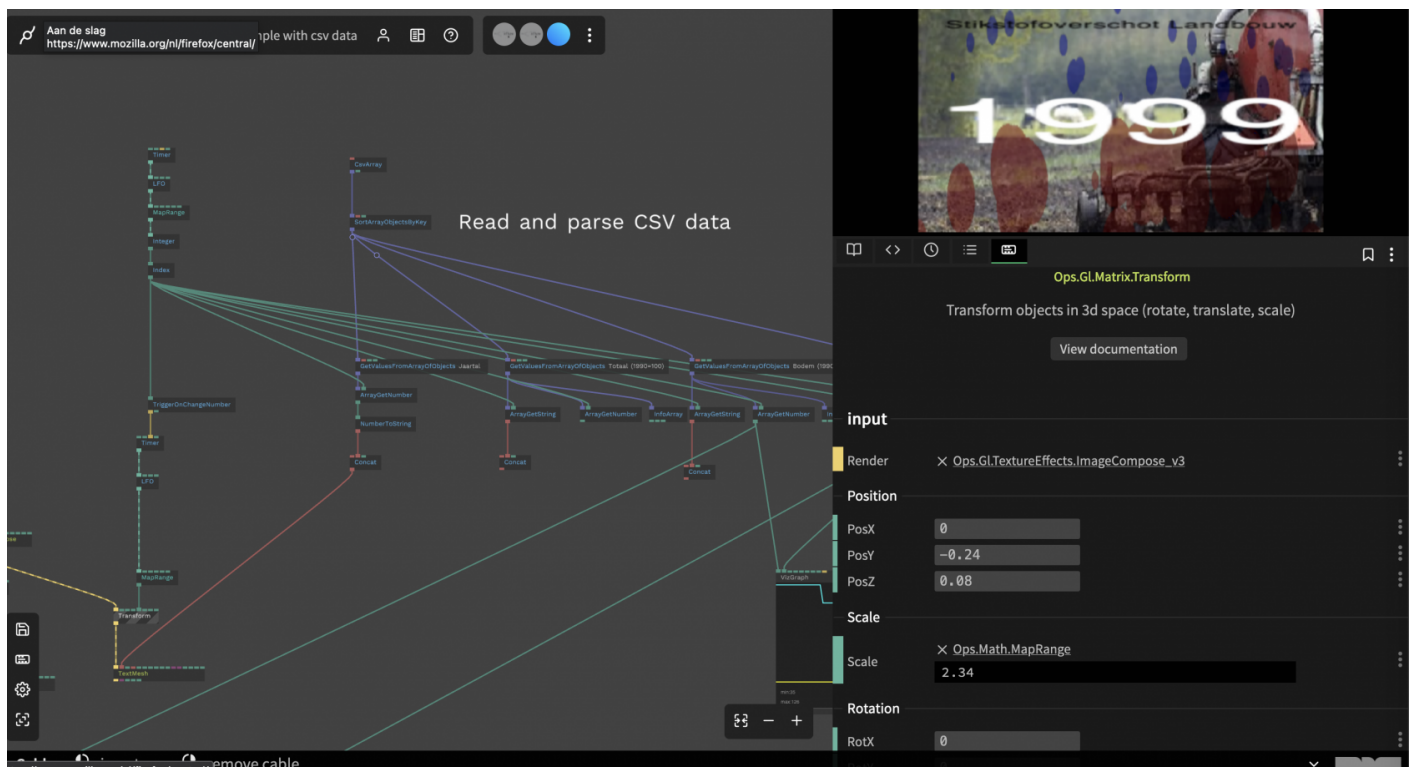 Aan de slag
https://www.mozilla.org/nl/firefox/central/
ple with csv data
Stikstofoverschot Landbouw
1999
Timer
LFO
MapRange
Integer
Index
CsvArray
SortArrayObjectsByKey
Read and parse CSV data
GetValuesFromArrayOfObjects Jaartal
GetValuesFromArrayOfObjects Totaal (1990=100)
GetValuesFromArrayOfObjects Bodem (1990
ArrayGetNumber
TriggerOnChangeNumber
ArrayGetString
ArrayGetNumber
InfoArray
ArrayGetString
ArrayGetNumber
In
NumberToString
Timer
Concat
Concat
Concat
LFO
MapRange
VizGraph
Transform
TextMesh
Ops.Gl.Matrix.Transform
Transform objects in 3d space (rotate, translate, scale)
View documentation
input
Render
Ops.Gl.TextureEffects.ImageCompose_v3
Position
PosX 0
PosY -0.24
PosZ 0.08
Scale
Scale
Ops.Math.MapRange
2.34
Rotation
RotX 0
emove cable